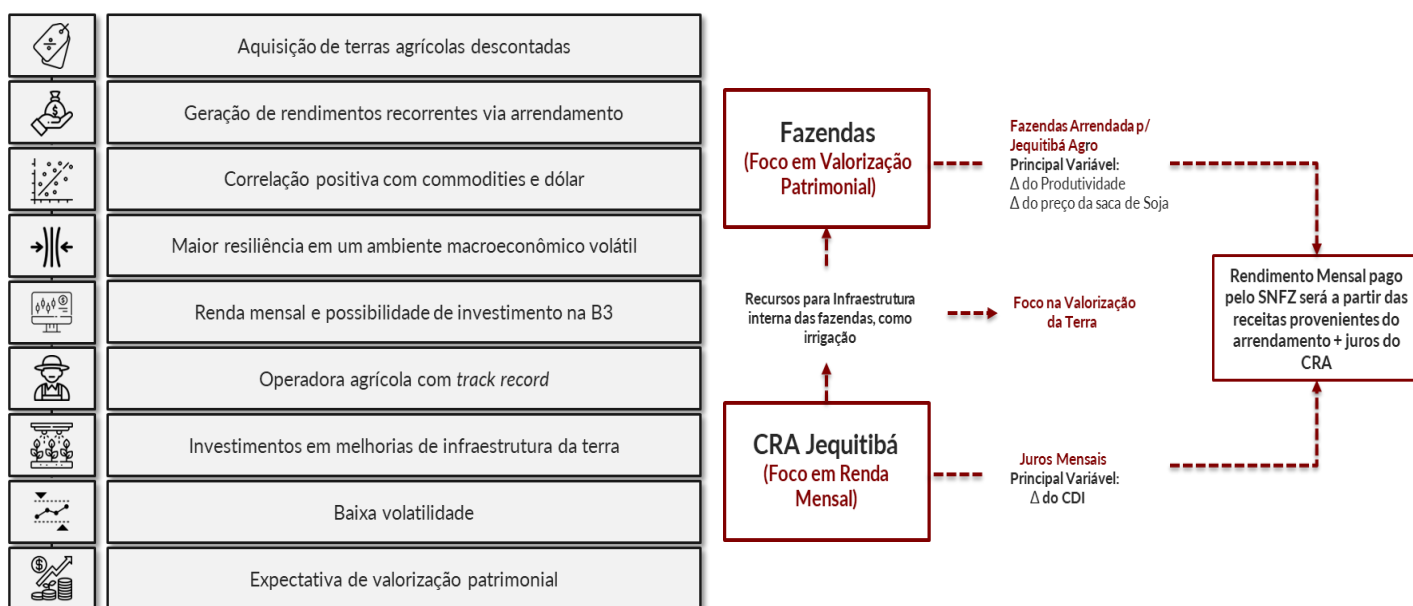 Aquisição de terras agrícolas descontadas
Geração de rendimentos recorrentes via arrendamento
Correlação positiva com commodities e dólar
Maior resiliência em um ambiente macroeconômico volátil
Renda mensal e possibilidade de investimento na B3
Operadora agrícola com track record
Investimentos em melhorias de infraestrutura da terra
Baixa volatilidade
Expectativa de valorização patrimonial
Fazendas
(Foco em Valorização
Patrimonial)
Fazendas Arrendada p/
Jequitibá Agro
Principal Variável:
Δ do Produtividade
Δ do preço da saca de Soja
Recursos para Infraestrutura
interna das fazendas, como
irrigação
Foco na Valorização
da Terra
Rendimento Mensal pago
pelo SNFZ será a partir das
receitas provenientes do
arrendamento + juros do
CRA
CRA Jequitibá
(Foco em Renda
Mensal)
Juros Mensais
Principal Variável:
Δ do CDI